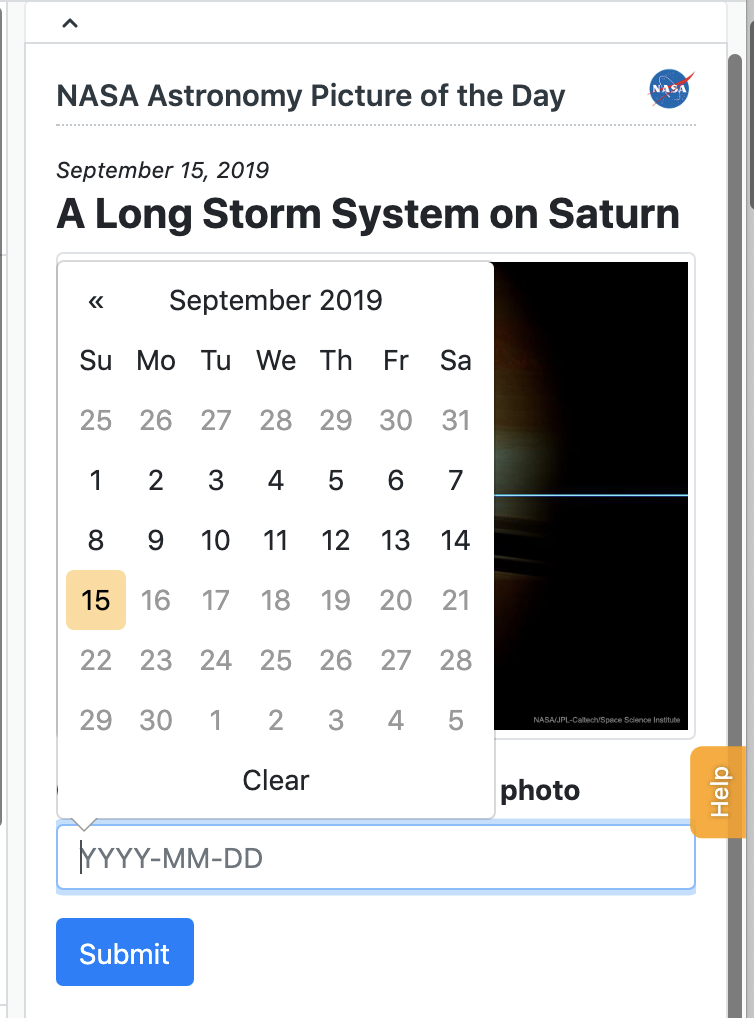 NASA Astronomy Picture of the Day
NASA
September 15, 2019
A Long Storm System on Saturn
« September 2019
Su Mo Tu We Th Fr Sa
25 26 27 28 29 30 31
1 2 3 4 5 6 7
8 9 10 11 12 13 14
15 16 17 18 19 20 21
22 23 24 25 26 27 28
29 30 1 2 3 4 5
NASA/JPL-Caltech/Space Science Institute
Clear
photo
Help
YYYY-MM-DD
Submit